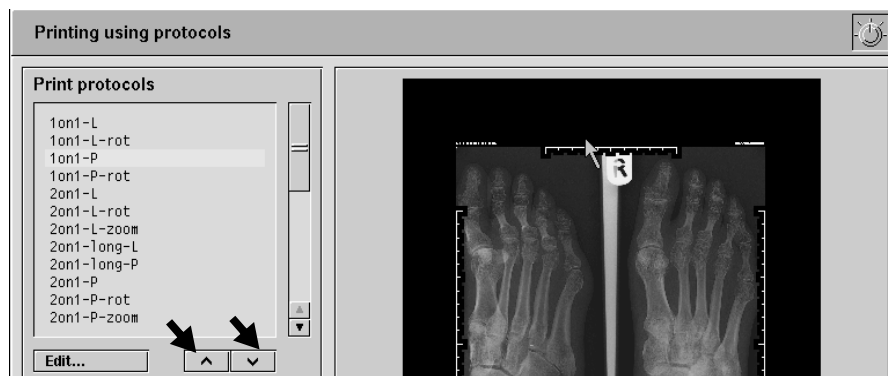 Printing using protocols
Print protocols
1on1-L
1on1-L-rot
1on1-P
1on1-P-rot
2on1-L
2on1-L-rot
2on1-L-zoom
2on1-long-L
2on1-long-P
2on1-P
2on1-P-rot
2on1-P-zoom
Edit...
R